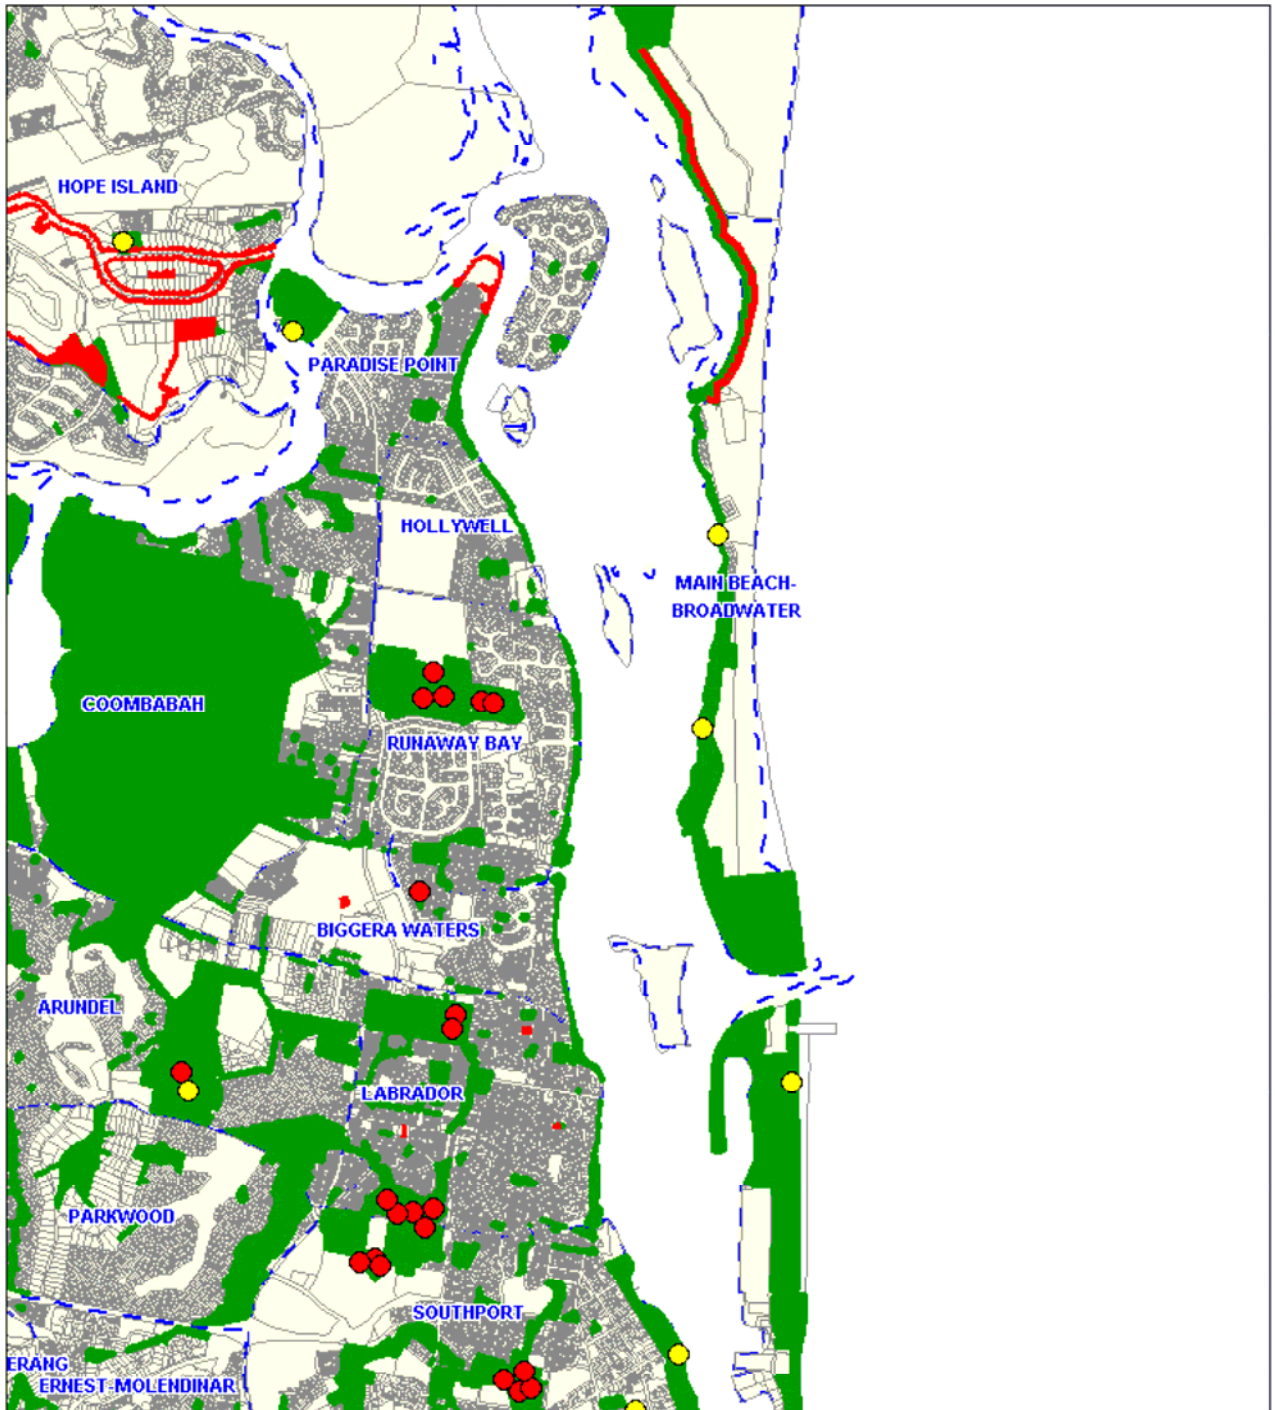 HOPE ISLAND
PARADISE POINT
HOLLYWELL
MAIN BEACH-
BROADWATER
COOMBABAH
RUNAWAY BAY
BIGGERA WATERS
ARUNDEL
LABRADOR
PARKWOOD
SOUTHPORT
ERANG
ERNEST-MOLENDINAR